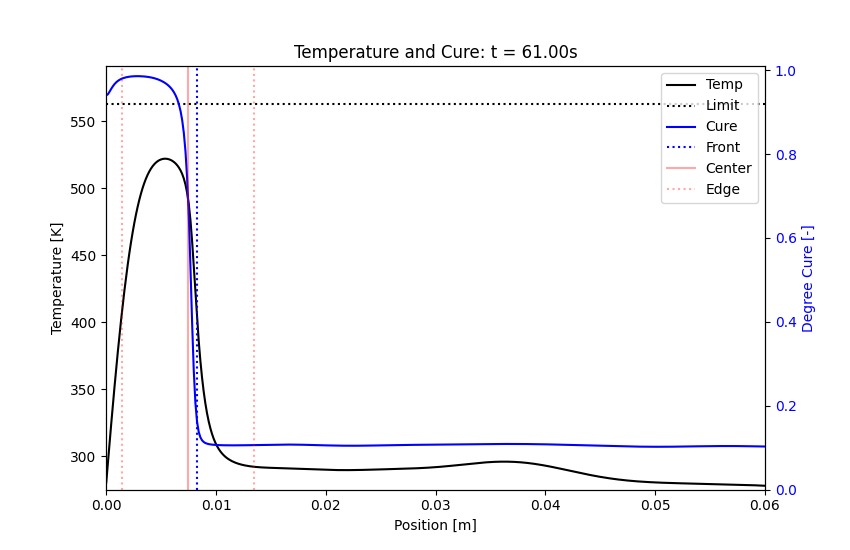 Temperature and Cure: t = 61.00s
Temp
Limit
Cure
Front
Center
Edge
550
500
450
400
350
300
Temperature [K]
1.0
0.8
0.6
0.4
0.2
0.0
Degree Cure [-]
0.00 0.01 0.02 0.03 0.04 0.05 0.06
Position [m]